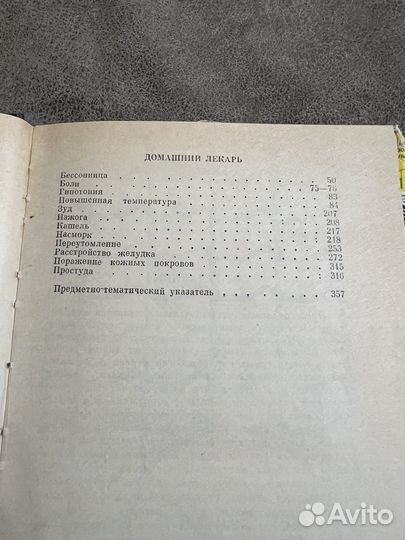 ДОМАШНИЙ ЛЕКАРЬ
Бессонница . . . . . . . . . . . . 50
Боли . . . . . . . . . . . . 75—76
Гипотония . . . . . . . . . . . . 83
Повышенная температура . . . . . . . . 84
Зуд . . . . . . . . . . . . 207
Изжога . . . . . . . . . . . . 208
Кашель . . . . . . . . . . . . 217
Насморк . . . . . . . . . . . . 218
Переутомление . . . . . . . . . . . 253
Расстройство желудка . . . . . . . . . 272
Поражение кожных покровов . . . . . . . 315
Простуда . . . . . . . . . . . . 316
Предметно-тематический указатель . . . . . . 357
Avito